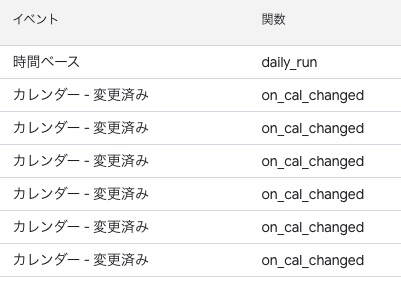 イベント 関数
時間ベース daily_run
カレンダー - 変更済み on_cal_changed
カレンダー - 変更済み on_cal_changed
カレンダー - 変更済み on_cal_changed
カレンダー - 変更済み on_cal_changed
カレンダー - 変更済み on_cal_changed
カレンダー - 変更済み on_cal_changed